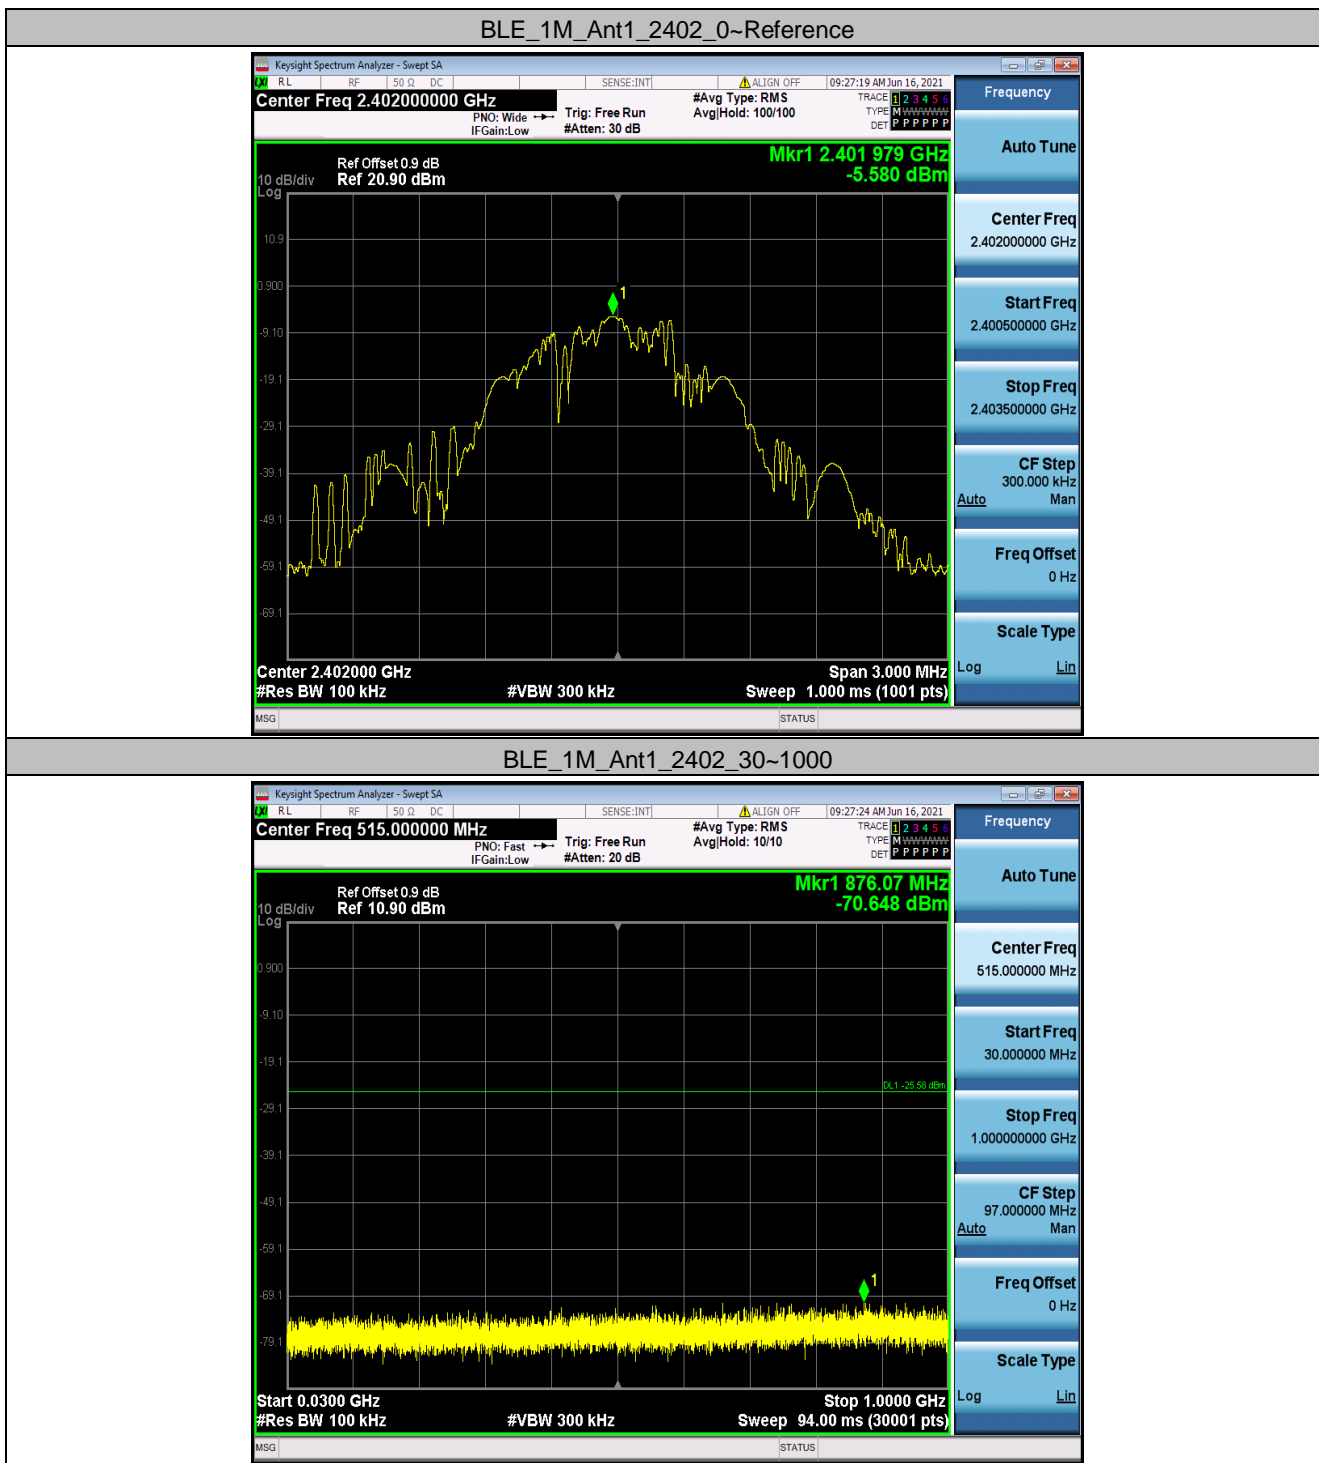 BLE_1M_Ant1_2402_0~Reference
Keysight Spectrum Analyzer - Swept SA
RL RF 50 Ω DC SENSE:INT ALIGN OFF 09:27:19 AM Jun 16, 2021
Center Freq 2.402000000 GHz
PNO: Wide
IFGain:Low
Trig: Free Run
#Atten: 30 dB
#Avg Type: RMS
Avg|Hold: 100/100
TRACE 1 2 3 4 5 6
TYPE M W W W W W
DET P P P P P P
Mkr1 2.401 979 GHz
-5.580 dBm
Ref Offset 0.9 dB
10 dB/div Ref 20.90 dBm
Log
10.9
0.900
-9.10
-19.1
-29.1
-39.1
-49.1
-59.1
-69.1
1
Center 2.402000 GHz Span 3.000 MHz
#Res BW 100 kHz #VBW 300 kHz Sweep 1.000 ms (1001 pts)
MSG STATUS
Frequency
Auto Tune
Center Freq
2.402000000 GHz
Start Freq
2.400500000 GHz
Stop Freq
2.403500000 GHz
CF Step
300.000 kHz
Auto Man
Freq Offset
0 Hz
Scale Type
Log Lin
BLE_1M_Ant1_2402_30~1000
Keysight Spectrum Analyzer - Swept SA
RL RF 50 Ω DC SENSE:INT ALIGN OFF 09:27:24 AM Jun 16, 2021
Center Freq 515.000000 MHz
PNO: Fast
IFGain:Low
Trig: Free Run
#Atten: 20 dB
#Avg Type: RMS
Avg|Hold: 10/10
TRACE 1 2 3 4 5 6
TYPE M W W W W W
DET P P P P P P
Mkr1 876.07 MHz
-70.648 dBm
Ref Offset 0.9 dB
10 dB/div Ref 10.90 dBm
Log
0.900
-9.10
-19.1
-29.1
-39.1
-49.1
-59.1
-69.1
-79.1
DL1 -25.58 dBm
1
Start 0.0300 GHz Stop 1.0000 GHz
#Res BW 100 kHz #VBW 300 kHz Sweep 94.00 ms (30001 pts)
MSG STATUS
Frequency
Auto Tune
Center Freq
515.000000 MHz
Start Freq
30.000000 MHz
Stop Freq
1.000000000 GHz
CF Step
97.000000 MHz
Auto Man
Freq Offset
0 Hz
Scale Type
Log Lin